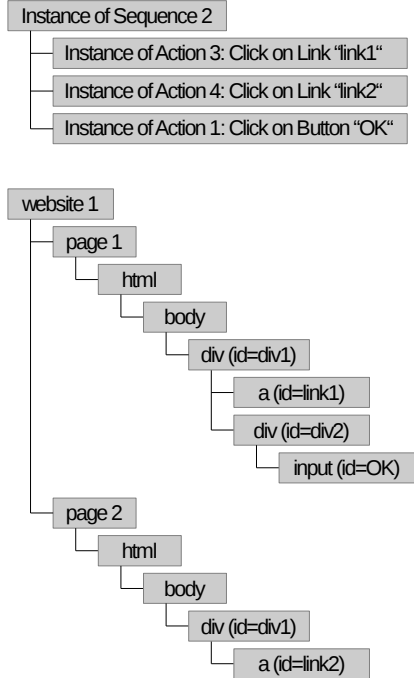 Instance of Sequence 2
Instance of Action 3: Click on Link “link1“
Instance of Action 4: Click on Link “link2“
Instance of Action 1: Click on Button “OK“
website 1
page 1
html
body
div (id=div1)
a (id=link1)
div (id=div2)
input (id=OK)
page 2
html
body
div (id=div1)
a (id=link2)